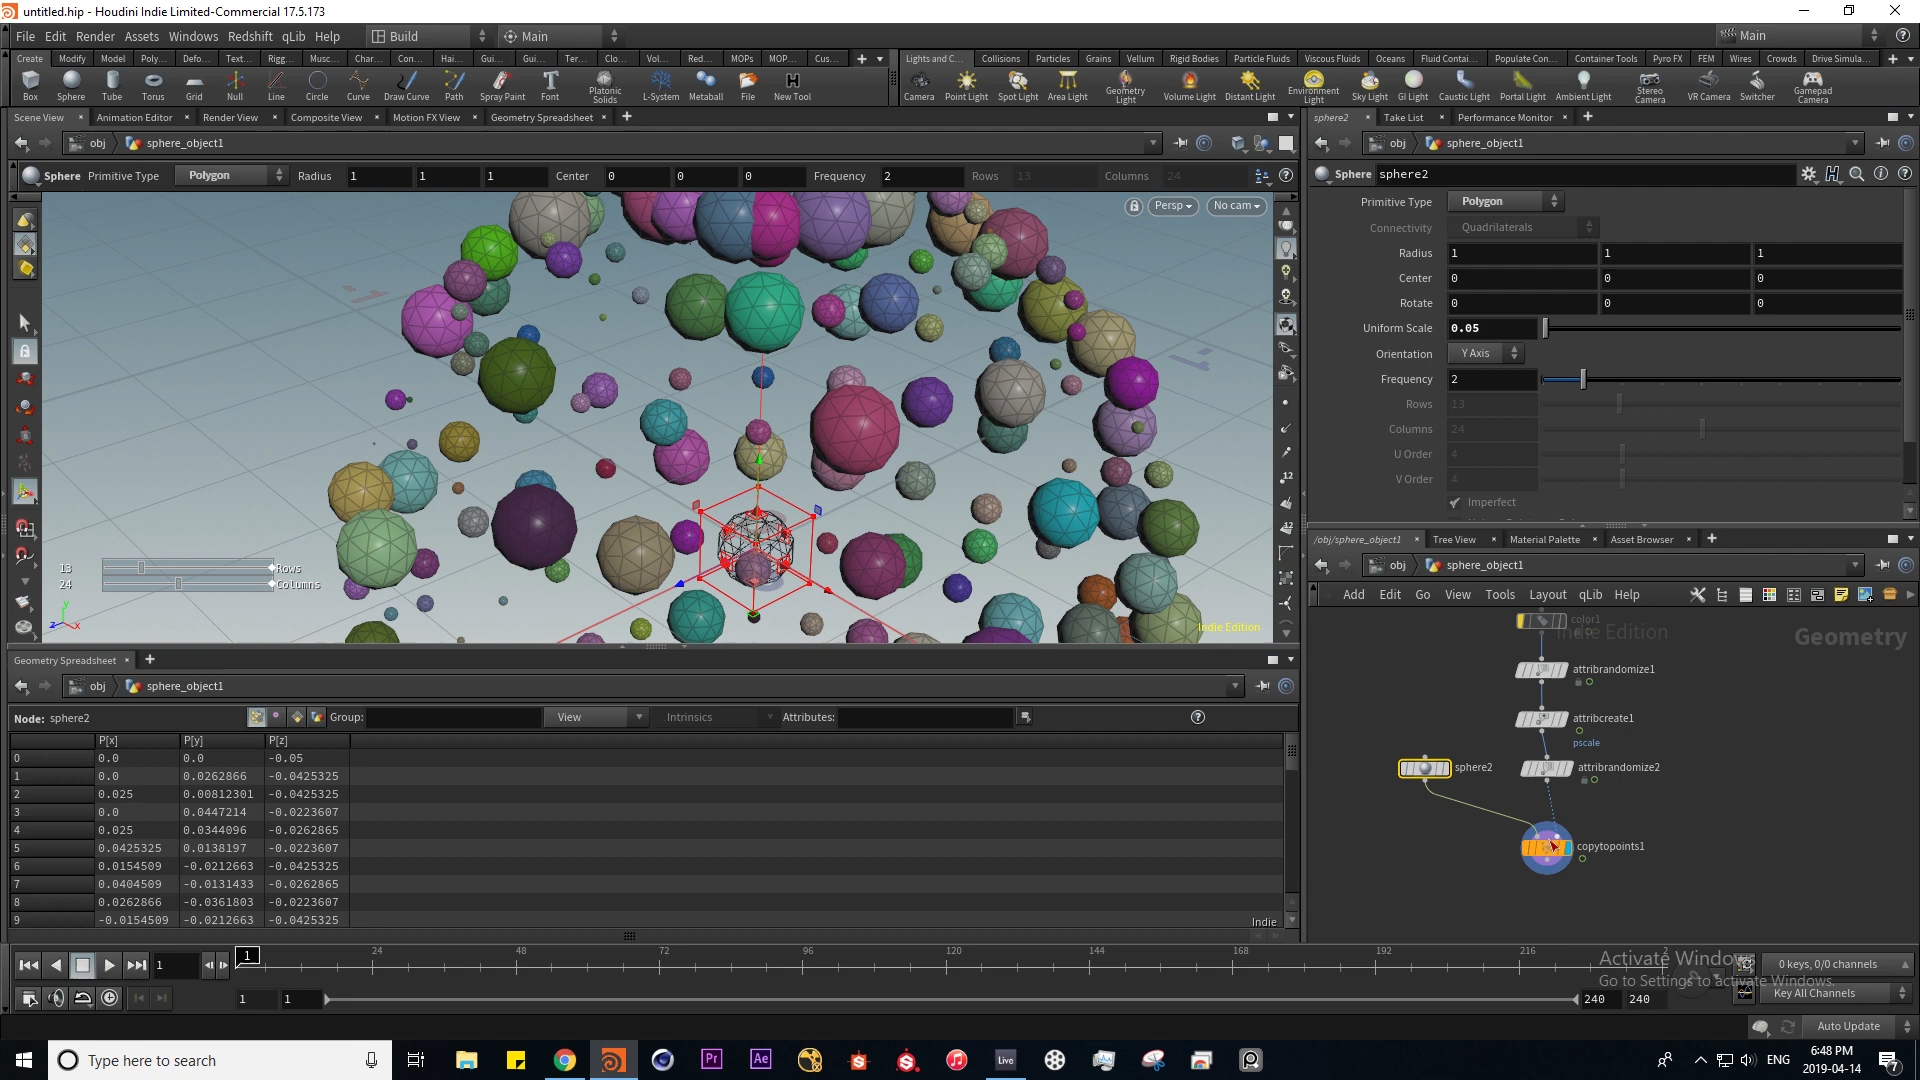 untitled.hip - Houdini Indie Limited-Commercial 17.5.173
File Edit Render Assets Windows Redshift qLib Help Build Main Main
Create Modify Model Poly... Defo... Text... Rigg... Musc... Char... Con... Hai... Gui... Gui... Ter... Clo... Vol... Red... MOPs MOP... Cus...
Box Sphere Tube Torus Grid Null Line Circle Curve Draw Curve Path Spray Paint Font Platonic Solids L-System Metaball File New Tool
Lights and C... Collisions Particles Grains Vellum Rigid Bodies Particle Fluids Viscous Fluids Oceans Fluid Contai... Populate Con... Container Tools Pyro FX FEM Wires Crowds Drive Simula...
Camera Point Light Spot Light Area Light Geometry Light Volume Light Distant Light Environment Light Sky Light GI Light Caustic Light Portal Light Ambient Light Stereo Camera VR Camera Switcher Gamepad Camera
Scene View Animation Editor Render View Composite View Motion FX View Geometry Spreadsheet
obj sphere_object1
Sphere Primitive Type Polygon Radius 1 1 1 Center 0 0 0 Frequency 2 Rows 13 Columns 24
Persp No cam
13 Rows
24 Columns
y
z x
Indie Edition
12
12
sphere2 Take List Performance Monitor
obj sphere_object1
Sphere sphere2
Primitive Type Polygon
Connectivity Quadrilaterals
Radius 1 1 1
Center 0 0 0
Rotate 0 0 0
Uniform Scale 0.05
Orientation Y Axis
Frequency 2
Rows 13
Columns 24
U Order 4
V Order 4
Imperfect
/obj/sphere_object1 Tree View Material Palette Asset Browser
obj sphere_object1
Add Edit Go View Tools Layout qLib Help
Indie Edition
Geometry
color1
attribrandomize1
attribcreate1
pscale
sphere2
attribrandomize2
copytopoints1
Geometry Spreadsheet
obj sphere_object1
Node: sphere2 Group: View Intrinsics Attributes:
P[x] P[y] P[z]
0 0.0 0.0 -0.05
1 0.0 0.0262866 -0.0425325
2 0.025 0.00812301 -0.0425325
3 0.0 0.0447214 -0.0223607
4 0.025 0.0344096 -0.0262865
5 0.0425325 0.0138197 -0.0223607
6 0.0154509 -0.0212663 -0.0425325
7 0.0404509 -0.0131433 -0.0262865
8 0.0262866 -0.0361803 -0.0223607
9 -0.0154509 -0.0212663 -0.0425325
Indie
1 1 24 48 72 96 120 144 168 192 216 2
1 1 240 240
Activate Windows
Go to Settings to activate Windows.
0 keys, 0/0 channels
Key All Channels
Auto Update
Type here to search
Pr Ae Live
ENG
6:48 PM
2019-04-14
7